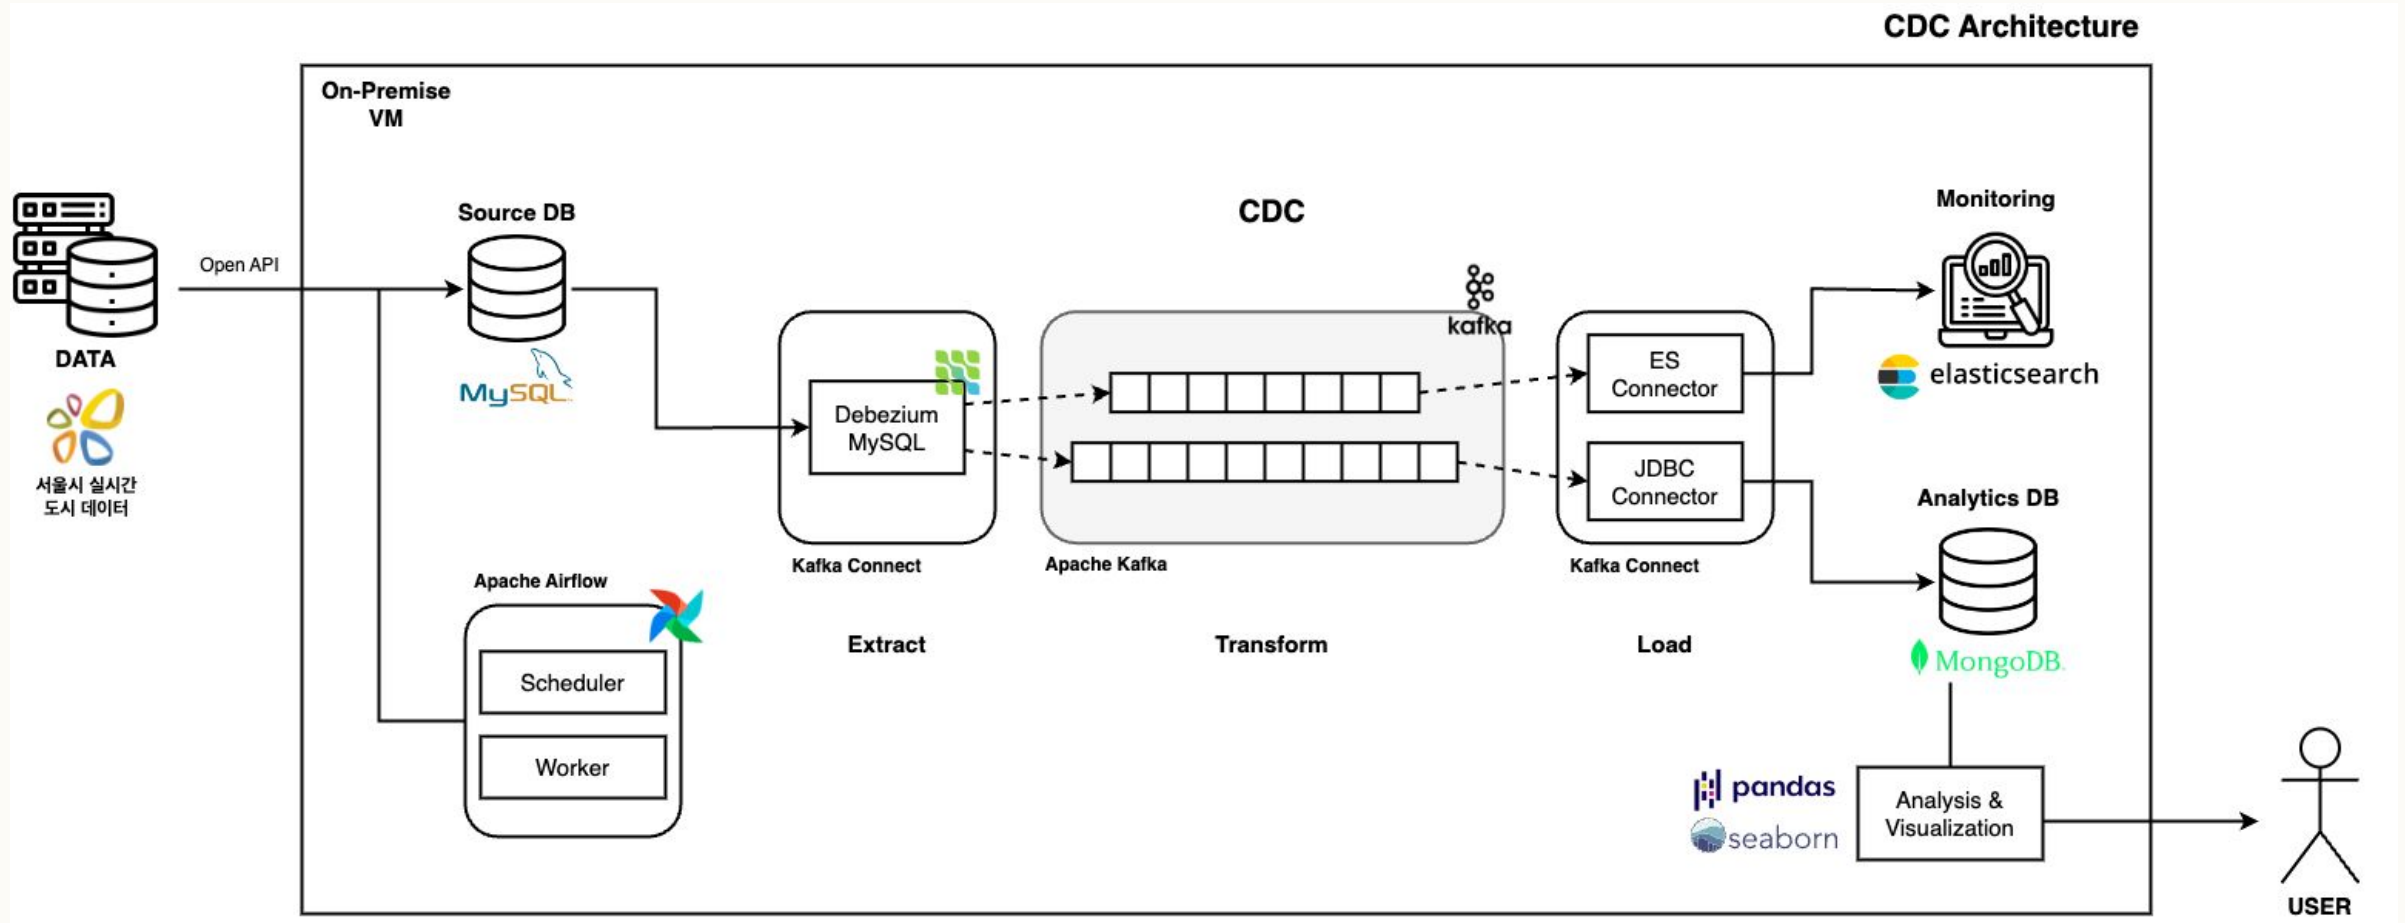 CDC Architecture
On-Premise
VM
Source DB
CDC
Monitoring
Open API
kafka
DATA
MySQL
ES
Connector
elasticsearch
Debezium
MySQL
서울시 실시간
도시 데이터
JDBC
Connector
Analytics DB
Kafka Connect
Apache Kafka
Kafka Connect
Apache Airflow
Extract
Transform
Load
MongoDB
Scheduler
Worker
pandas
seaborn
Analysis &
Visualization
USER